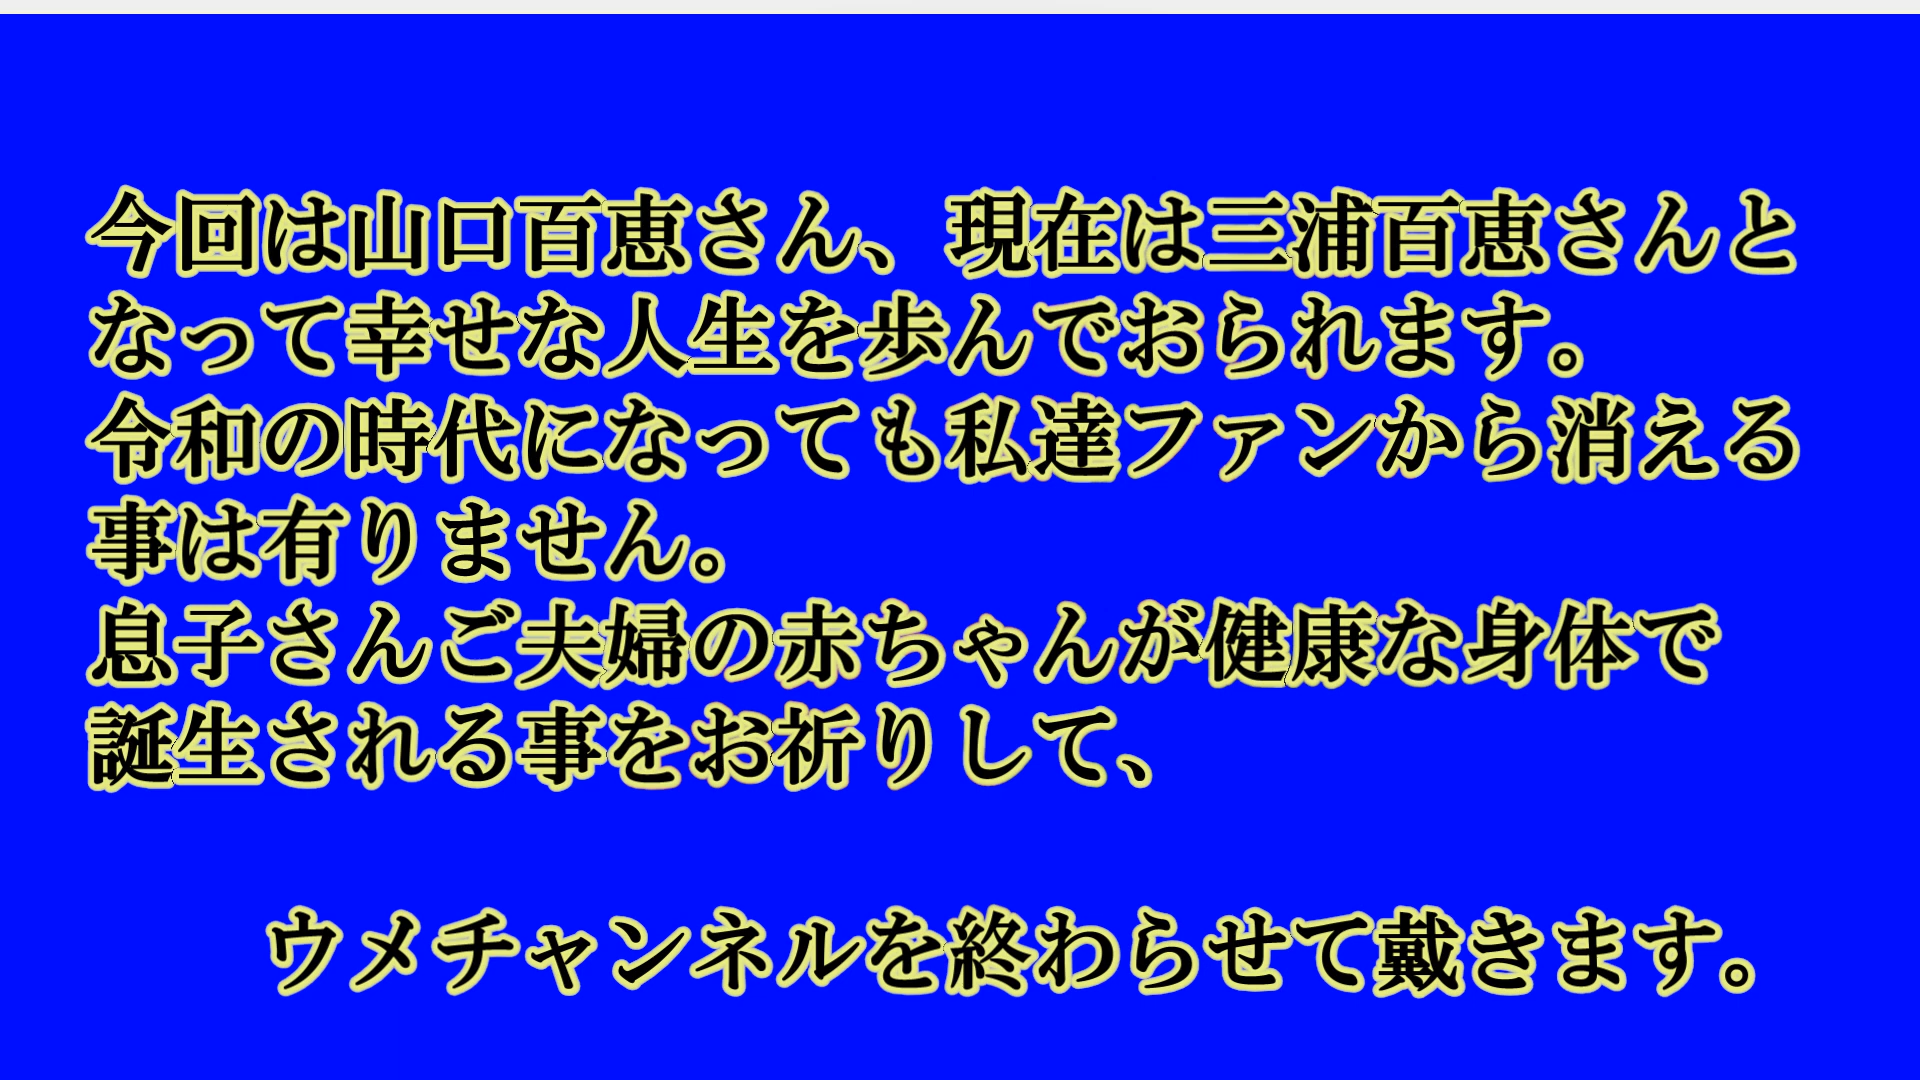 今回は山口百恵さん、現在は三浦百恵さんと
なって幸せな人生を歩んでおられます。
令和の時代になっても私達ファンから消える
事は有りません。
息子さんご夫婦の赤ちゃんが健康な身体で
誕生される事をお祈りして、
ウメチャンネルを終わらせて戴きます。